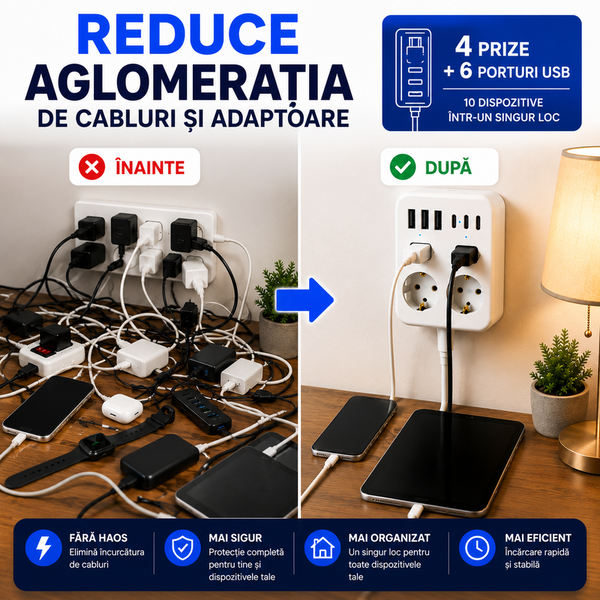 REDUCE
AGLOMERAȚIA
DE CABLURI ȘI ADAPTOARE
4 PRIZE
+ 6 PORTURI USB
10 DISPOZITIVE
ÎNTR-UN SINGUR LOC
ÎNAINTE
DUPĂ
FĂRĂ HAOS
Elimină încurcătura
de cabluri
MAI SIGUR
Protecție completă
pentru tine și
dispozitivele tale
MAI ORGANIZAT
Un singur loc pentru
toate dispozitivele
tale
MAI EFICIENT
Încărcare rapidă
și stabilă